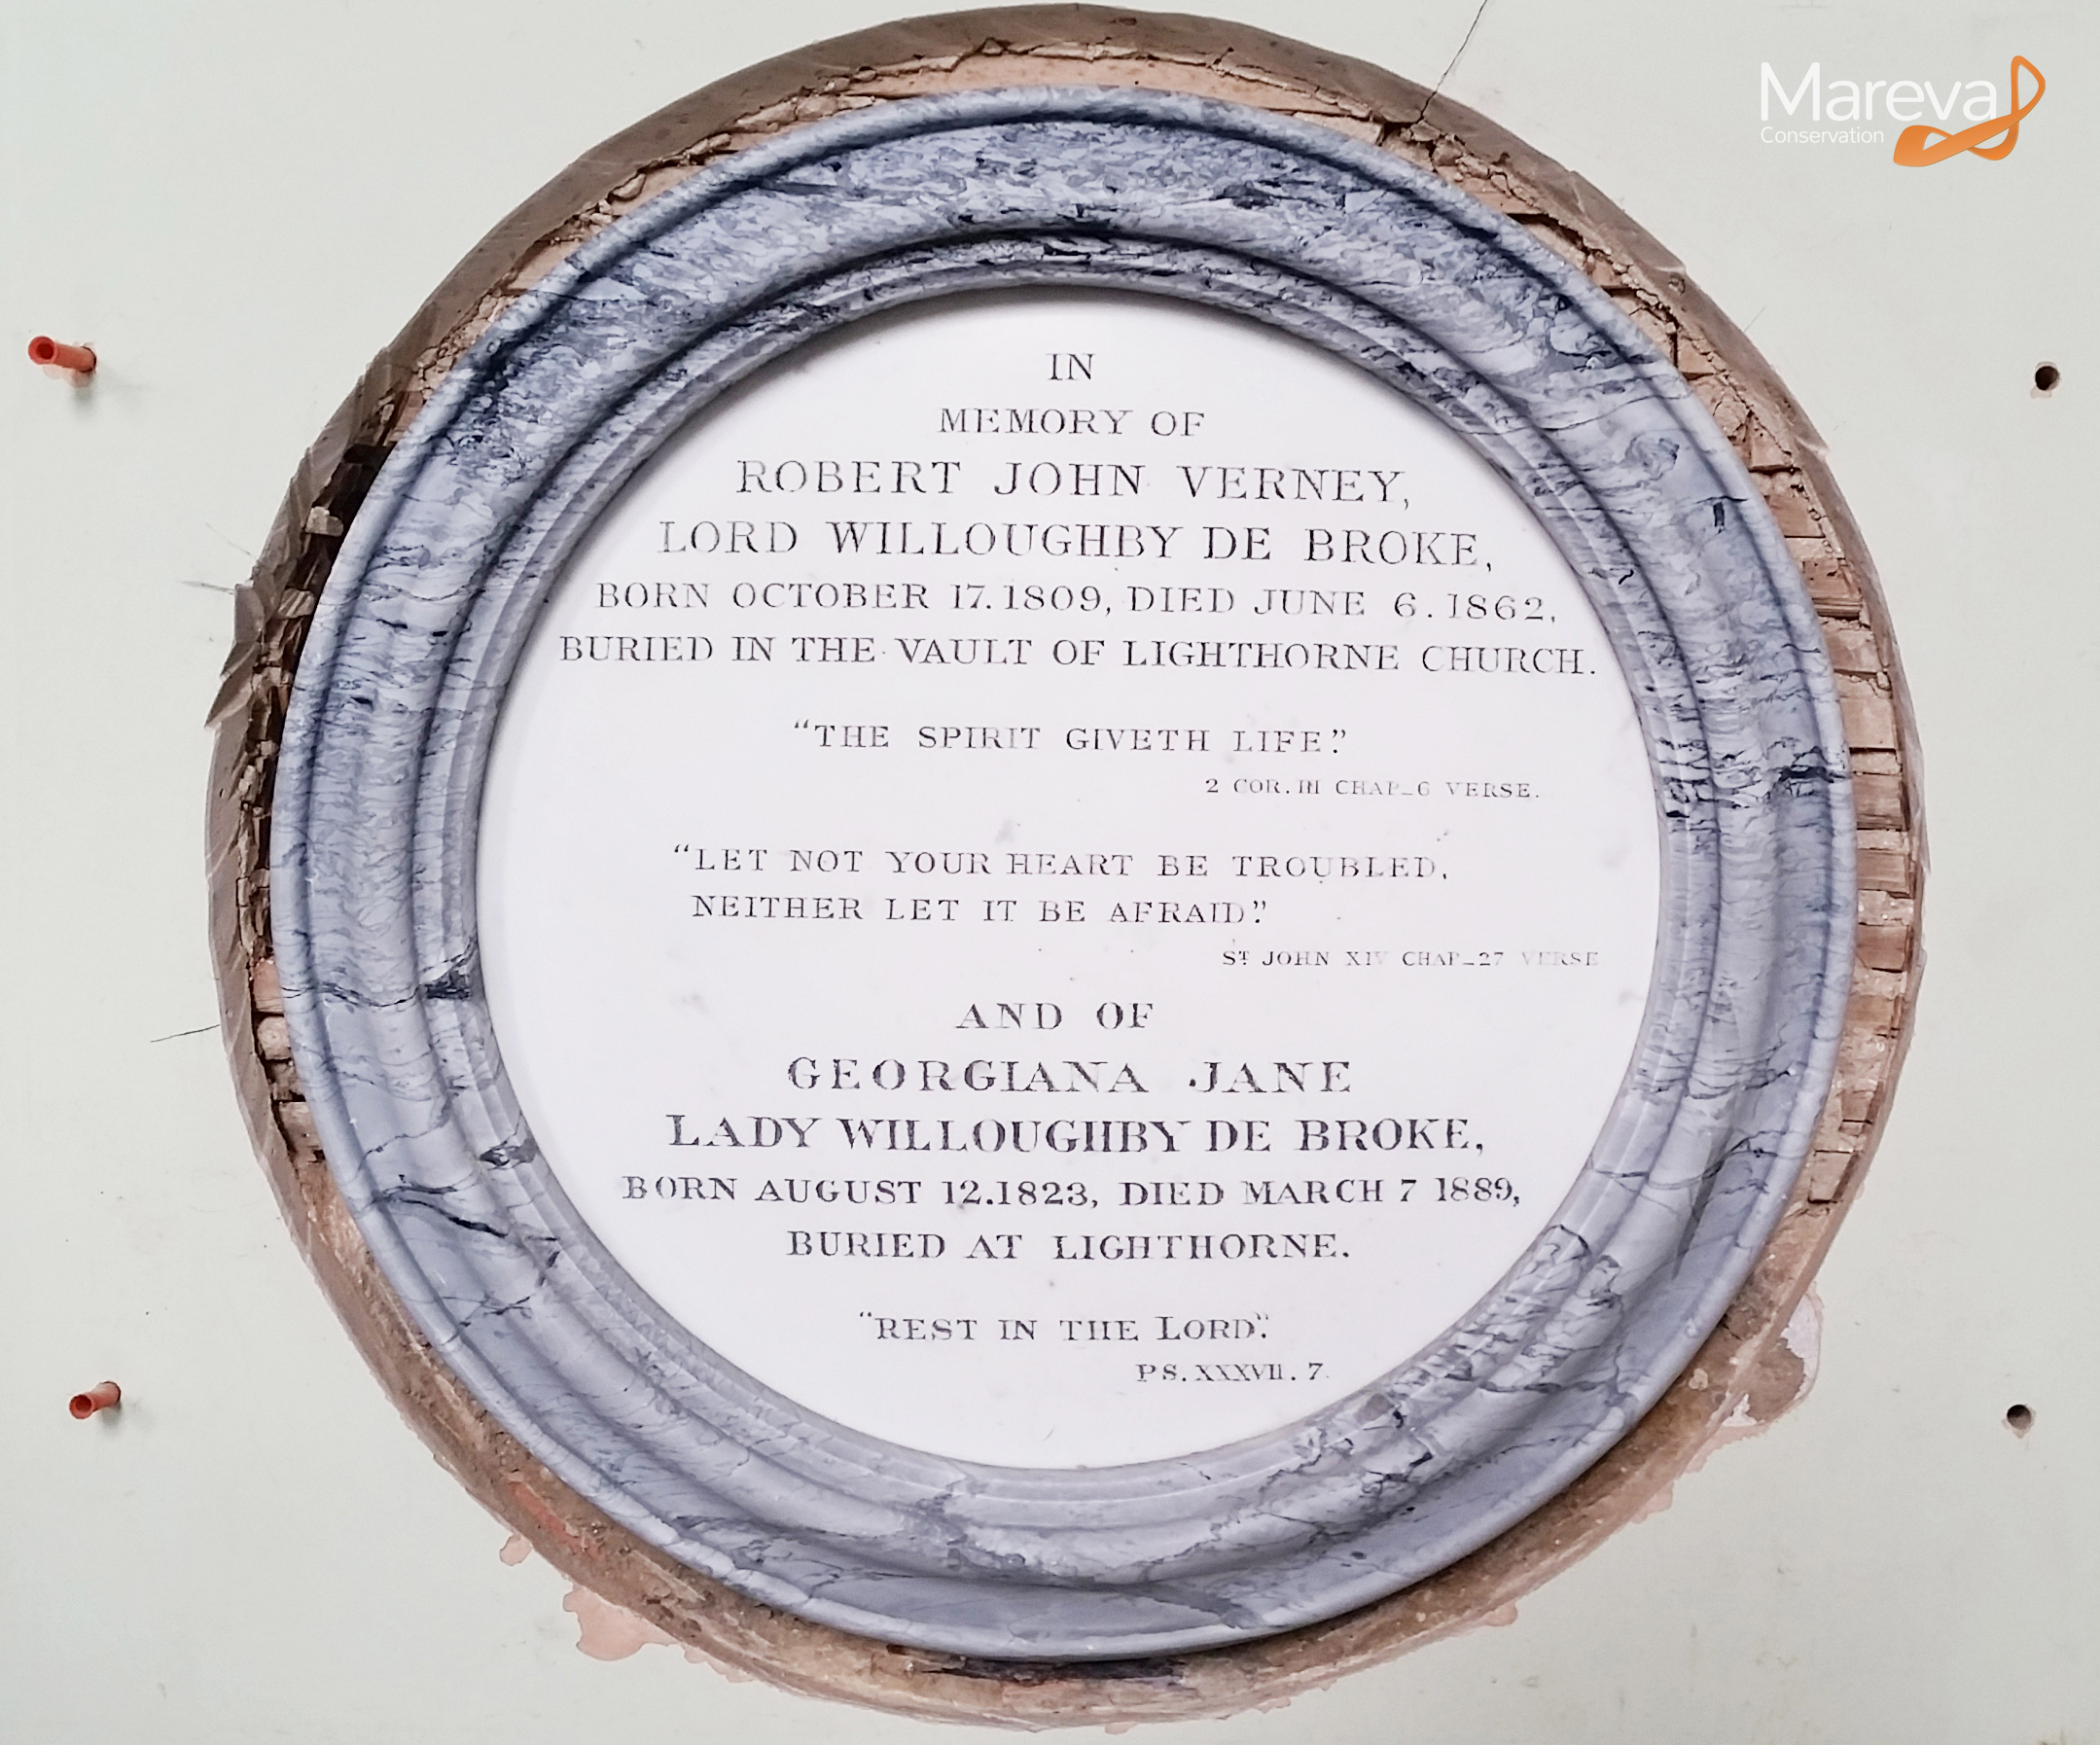 Mareva
Conservation
IN
MEMORY OF
ROBERT JOHN VERNEY,
LORD WILLOUGHBY DE BROKE,
BORN OCTOBER 17. 1809, DIED JUNE 6. 1862,
BURIED IN THE VAULT OF LIGHTHORNE CHURCH.
“THE SPIRIT GIVETH LIFE.”
2 COR. III CHAP_6 VERSE.
“LET NOT YOUR HEART BE TROUBLED,
NEITHER LET IT BE AFRAID.”
ST JOHN XIV CHAP_27 VERSE
AND OF
GEORGIANA JANE
LADY WILLOUGHBY DE BROKE,
BORN AUGUST 12. 1823, DIED MARCH 7 1889,
BURIED AT LIGHTHORNE.
“REST IN THE LORD”.
PS. XXXVII. 7.